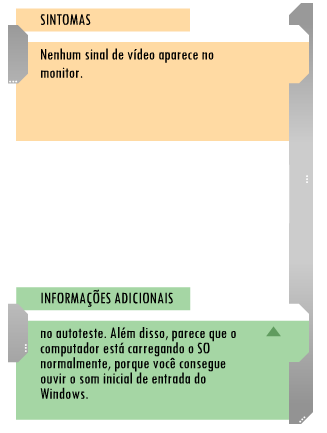 SINTOMAS
Nenhum sinal de vídeo aparece no
monitor.
INFORMAÇÕES ADICIONAIS
no autoteste. Além disso, parece que o
computador está carregando o SO
normalmente, porque você consegue
ouvir o som inicial de entrada do
Windows.